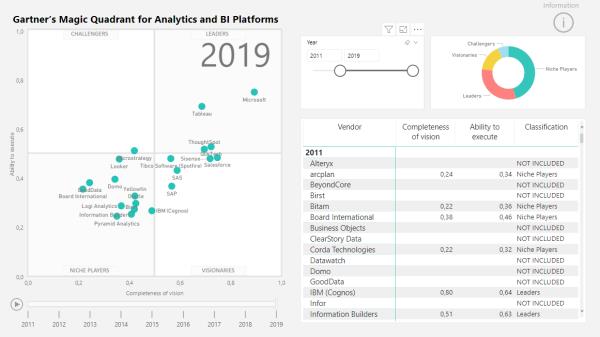 Information
Gartner's Magic Quadrant for Analytics and BI Platforms
i
1,0
CHALLENGERS
LEADERS
2019
0,8
0,6
0,4
0,2
0,0
Ability to execute
Microsoft
Tableau
ThoughtSpot
Sisense
Salesforce
Tibco Software (Spotfire)
SAS
SAP
Microstrategy
Looker
Domo
GoodData
Board International
Yellowfin
Oracle
Logi Analytics
Information Builders
Pyramid Analytics
IBM (Cognos)
NICHE PLAYERS
VISIONARIES
0,0
0,2
0,4
0,6
0,8
1,0
Completeness of vision
2011
2012
2013
2014
2015
2016
2017
2018
2019
Year
2011
2019
Challengers
Visionaries
Niche Players
Leaders
Vendor Completeness of vision Ability to execute Classification
2011
Alteryx NOT INCLUDED
arcplan 0,24 0,34 Niche Players
BeyondCore NOT INCLUDED
Birst NOT INCLUDED
Bitam 0,22 0,36 Niche Players
Board International 0,38 0,46 Niche Players
Business Objects NOT INCLUDED
ClearStory Data NOT INCLUDED
Corda Technologies 0,22 0,32 Niche Players
Datawatch NOT INCLUDED
Domo NOT INCLUDED
GoodData NOT INCLUDED
IBM (Cognos) 0,80 0,64 Leaders
Infor NOT INCLUDED
Information Builders 0,51 0,63 Leaders